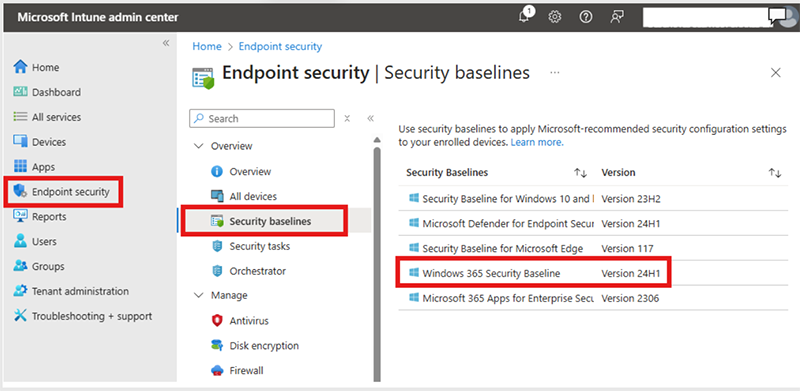 Microsoft Intune admin center
1
«
Home
Dashboard
All services
Devices
Apps
Endpoint security
Reports
Users
Groups
Tenant administration
Troubleshooting + support
Home > Endpoint security
Endpoint security | Security baselines ...
Search
«
Overview
Overview
All devices
Security baselines
Security tasks
Orchestrator
Manage
Antivirus
Disk encryption
Firewall
Use security baselines to apply Microsoft-recommended security configuration settings
to your enrolled devices. Learn more.
Security Baselines ↑↓ Version ↑↓
Security Baseline for Windows 10 and l Version 23H2
Microsoft Defender for Endpoint Secur Version 24H1
Security Baseline for Microsoft Edge Version 117
Windows 365 Security Baseline Version 24H1
Microsoft 365 Apps for Enterprise Secu Version 2306